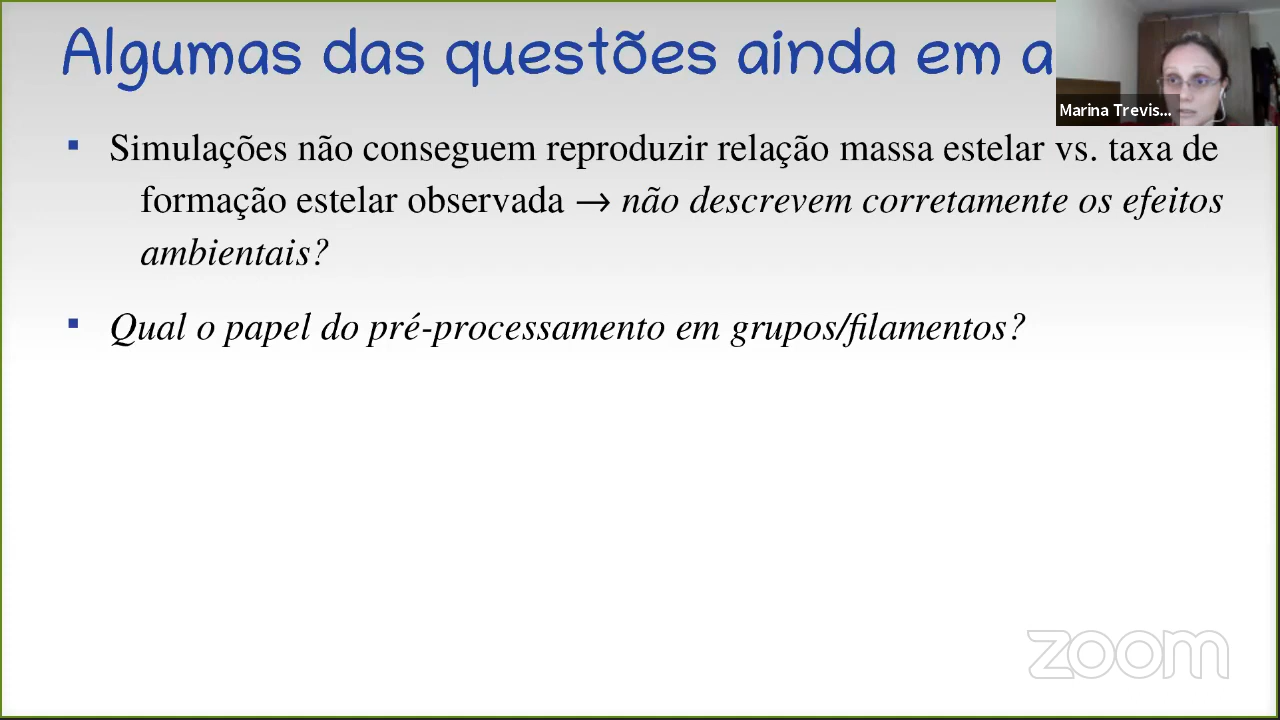 Algumas das questões ainda em a
Marina Trevis...
▪ Simulações não conseguem reproduzir relação massa estelar vs. taxa de
formação estelar observada → não descrevem corretamente os efeitos
ambientais?
▪ Qual o papel do pré-processamento em grupos/filamentos?
zoom